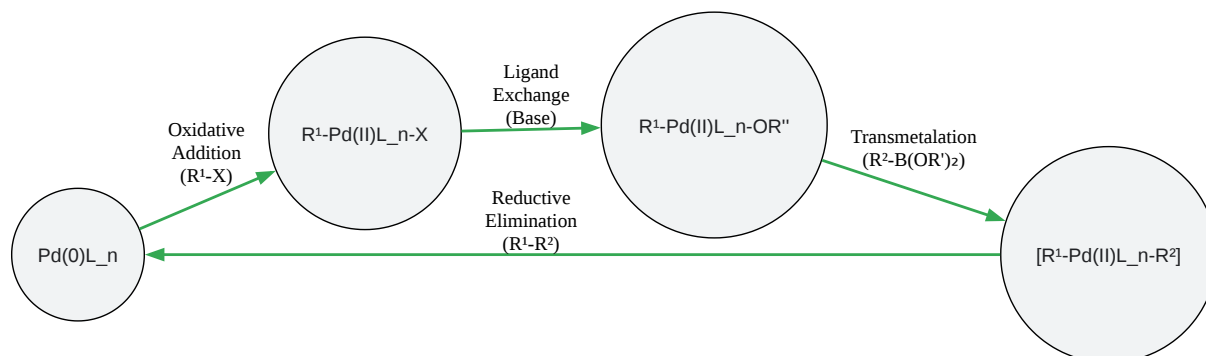 Pd(0)L_n
Oxidative
Addition
(R¹-X)
R¹-Pd(II)L_n-X
Ligand
Exchange
(Base)
R¹-Pd(II)L_n-OR"
Transmetalation
(R²-B(OR')₂)
[R¹-Pd(II)L_n-R²]
Reductive
Elimination
(R¹-R²)